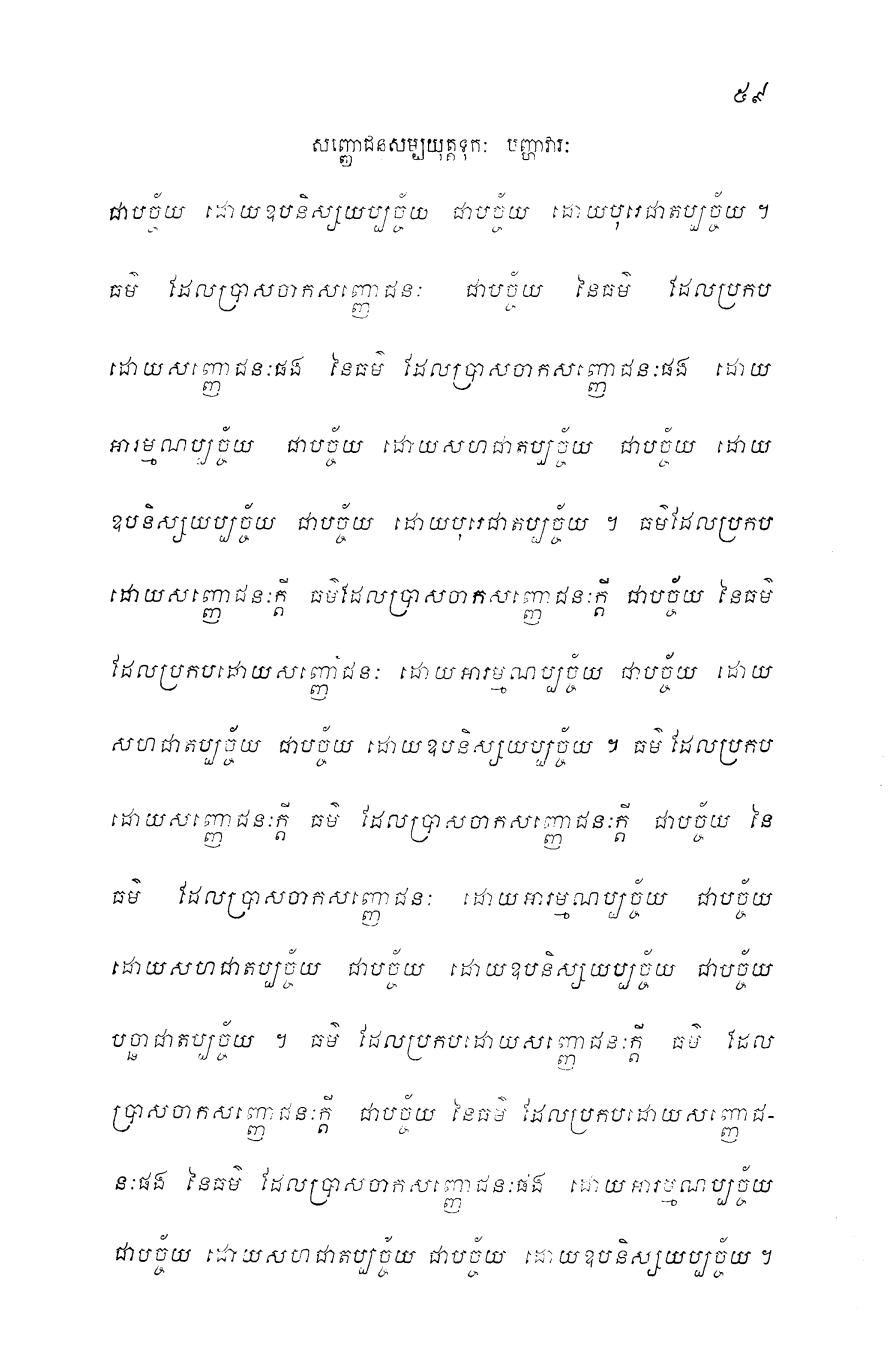 ៥៩
សញ្ញោជនសម្បយុត្តទុកៈ បញ្ហាវារៈ
ជាបច្ច័យ ដោយឧបនិស្សយប្បច្ច័យ ជាបច្ច័យ ដោយបុរេជាតប្បច្ច័យ ។
ធម៌ ដែលប្រាសចាកសញ្ញោជនៈ ជាបច្ច័យ នៃធម៌ ដែលប្រកប
ដោយសញ្ញោជនៈផង នៃធម៌ ដែលប្រាសចាកសញ្ញោជនៈផង ដោយ
អារម្មណប្បច្ច័យ ជាបច្ច័យ ដោយសហជាតប្បច្ច័យ ជាបច្ច័យ ដោយ
ឧបនិស្សយប្បច្ច័យ ជាបច្ច័យ ដោយបុរេជាតប្បច្ច័យ ។ ធម៌ដែលប្រកប
ដោយសញ្ញោជនៈក្តី ធម៌ដែលប្រាសចាកសញ្ញោជនៈក្តី ជាបច្ច័យ នៃធម៌
ដែលប្រកបដោយសញ្ញោជនៈ ដោយអារម្មណប្បច្ច័យ ជាបច្ច័យ ដោយ
សហជាតប្បច្ច័យ ជាបច្ច័យ ដោយឧបនិស្សយប្បច្ច័យ ។ ធម៌ ដែលប្រកប
ដោយសញ្ញោជនៈក្តី ធម៌ ដែលប្រាសចាកសញ្ញោជនៈក្តី ជាបច្ច័យ នៃ
ធម៌ ដែលប្រាសចាកសញ្ញោជនៈ ដោយអារម្មណប្បច្ច័យ ជាបច្ច័យ
ដោយសហជាតប្បច្ច័យ ជាបច្ច័យ ដោយឧបនិស្សយប្បច្ច័យ ជាបច្ច័យ
បច្ឆាជាតប្បច្ច័យ ។ ធម៌ ដែលប្រកបដោយសញ្ញោជនៈក្តី ធម៌ ដែល
ប្រាសចាកសញ្ញោជនៈក្តី ជាបច្ច័យ នៃធម៌ ដែលប្រកបដោយសញ្ញោជ-
នៈផង នៃធម៌ ដែលប្រាសចាកសញ្ញោជនៈផង ដោយអារម្មណប្បច្ច័យ
ជាបច្ច័យ ដោយសហជាតប្បច្ច័យ ជាបច្ច័យ ដោយឧបនិស្សយប្បច្ច័យ ។